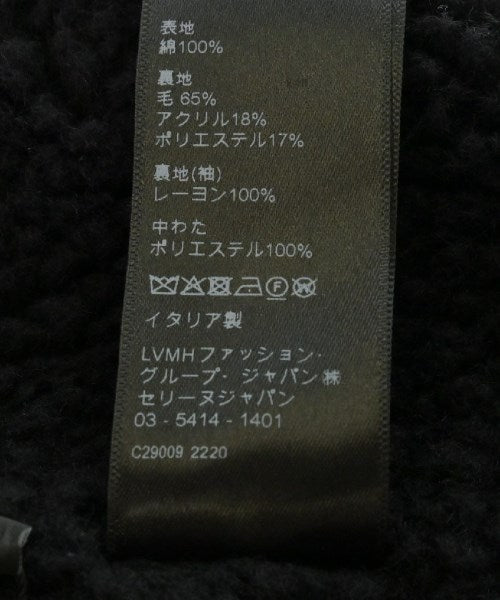 表地
綿100%
裏地
毛 65%
アクリル18%
ポリエステル17%
裏地(袖)
レーヨン100%
中わた
ポリエステル100%
イタリア製
LVMHファッション・
グループ・ジャパン㈱
セリーヌジャパン
03 - 5414 - 1401
C29009 2220